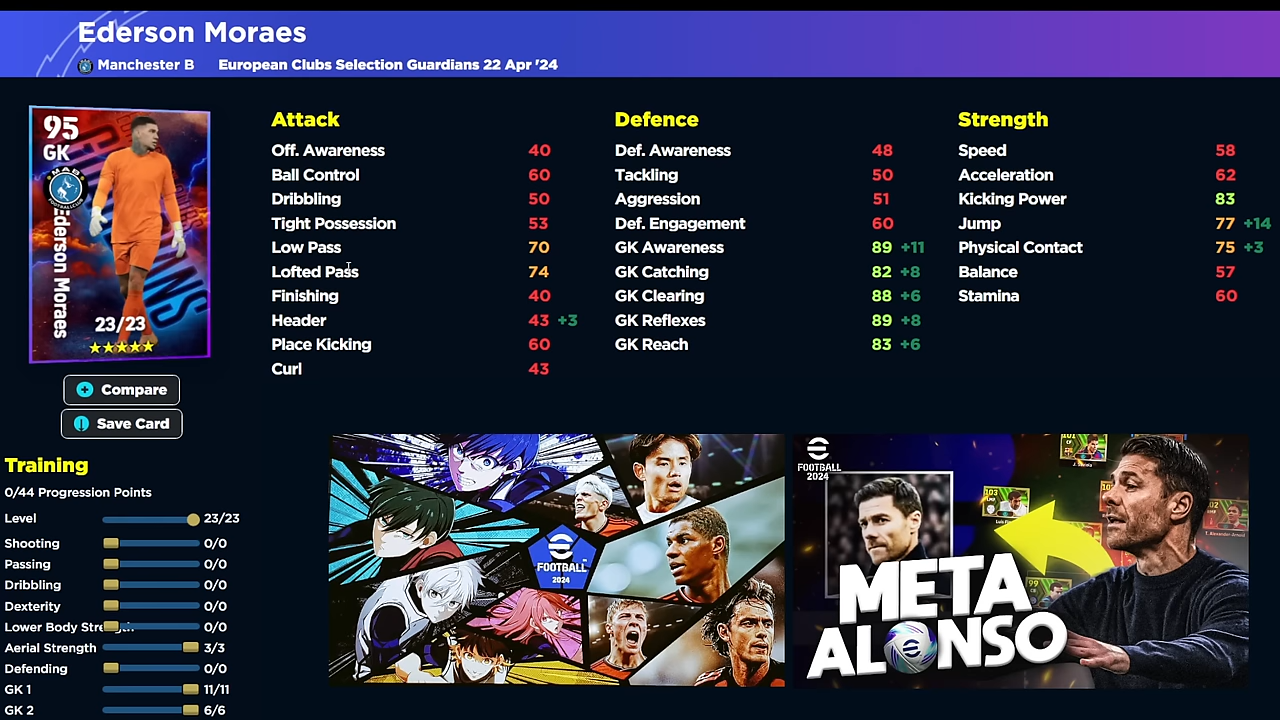 Ederson Moraes
Manchester B European Clubs Selection Guardians 22 Apr '24
95
GK
MAB
FOOTBALL CLUB
Ederson Moraes
23/23
Compare
Save Card
Attack
Off. Awareness 40
Ball Control 60
Dribbling 50
Tight Possession 53
Low Pass 70
Lofted Pass 74
Finishing 40
Header 43 +3
Place Kicking 60
Curl 43
Defence
Def. Awareness 48
Tackling 50
Aggression 51
Def. Engagement 60
GK Awareness 89 +11
GK Catching 82 +8
GK Clearing 88 +6
GK Reflexes 89 +8
GK Reach 83 +6
Strength
Speed 58
Acceleration 62
Kicking Power 83
Jump 77 +14
Physical Contact 75 +3
Balance 57
Stamina 60
Training
0/44 Progression Points
Level 23/23
Shooting 0/0
Passing 0/0
Dribbling 0/0
Dexterity 0/0
Lower Body Strength 0/0
Aerial Strength 3/3
Defending 0/0
GK 1 11/11
GK 2 6/6
FOOTBALL
2024
FOOTBALL
2024
103
103
99
META
ALONSO